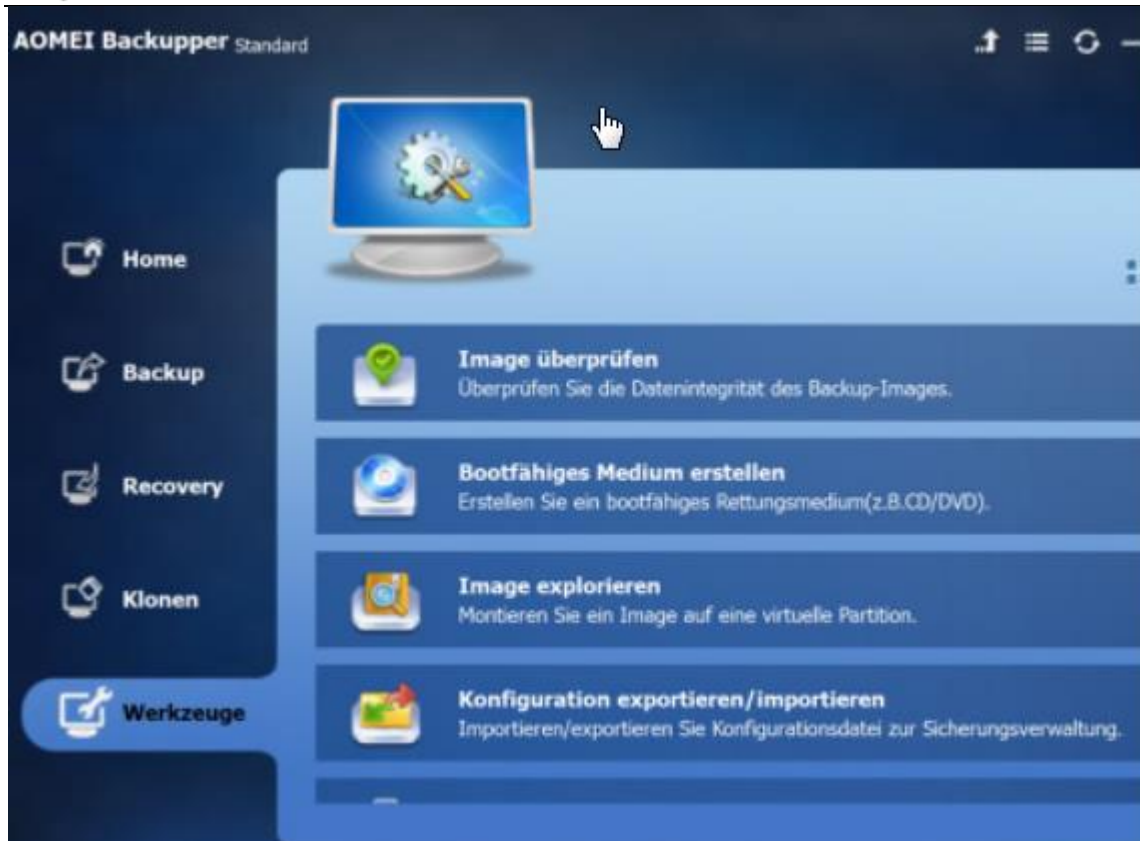 AOMEI Backupper Standard
Home
Backup
Recovery
Klonen
Werkzeuge
Image überprüfen
Überprüfen Sie die Datenintegrität des Backup-Images.
Bootfähiges Medium erstellen
Erstellen Sie ein bootfähiges Rettungsmedium(z.B.CD/DVD).
Image explorieren
Montieren Sie ein Image auf eine virtuelle Partition.
Konfiguration exportieren/importieren
Importieren/exportieren Sie Konfigurationsdatei zur Sicherungsverwaltung.